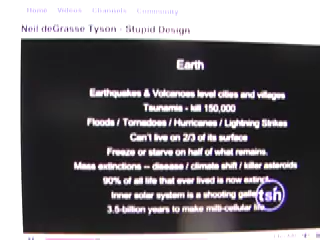 Home Videos Channels Community
Neil deGrasse Tyson - Stupid Design
Earth
Earthquakes & Volcanoes level cities and villages
Tsunamis - kill 150,000
Floods / Tornadoes / Hurricanes / Lightning Strikes
Can't live on 2/3 of its surface
Freeze or starve on half of what remains.
Mass extinctions -- disease / climate shift / killer asteroids
90% of all life that ever lived is now extinct
Inner solar system is a shooting
tsh
3.5-billion years to make multi-cellular life